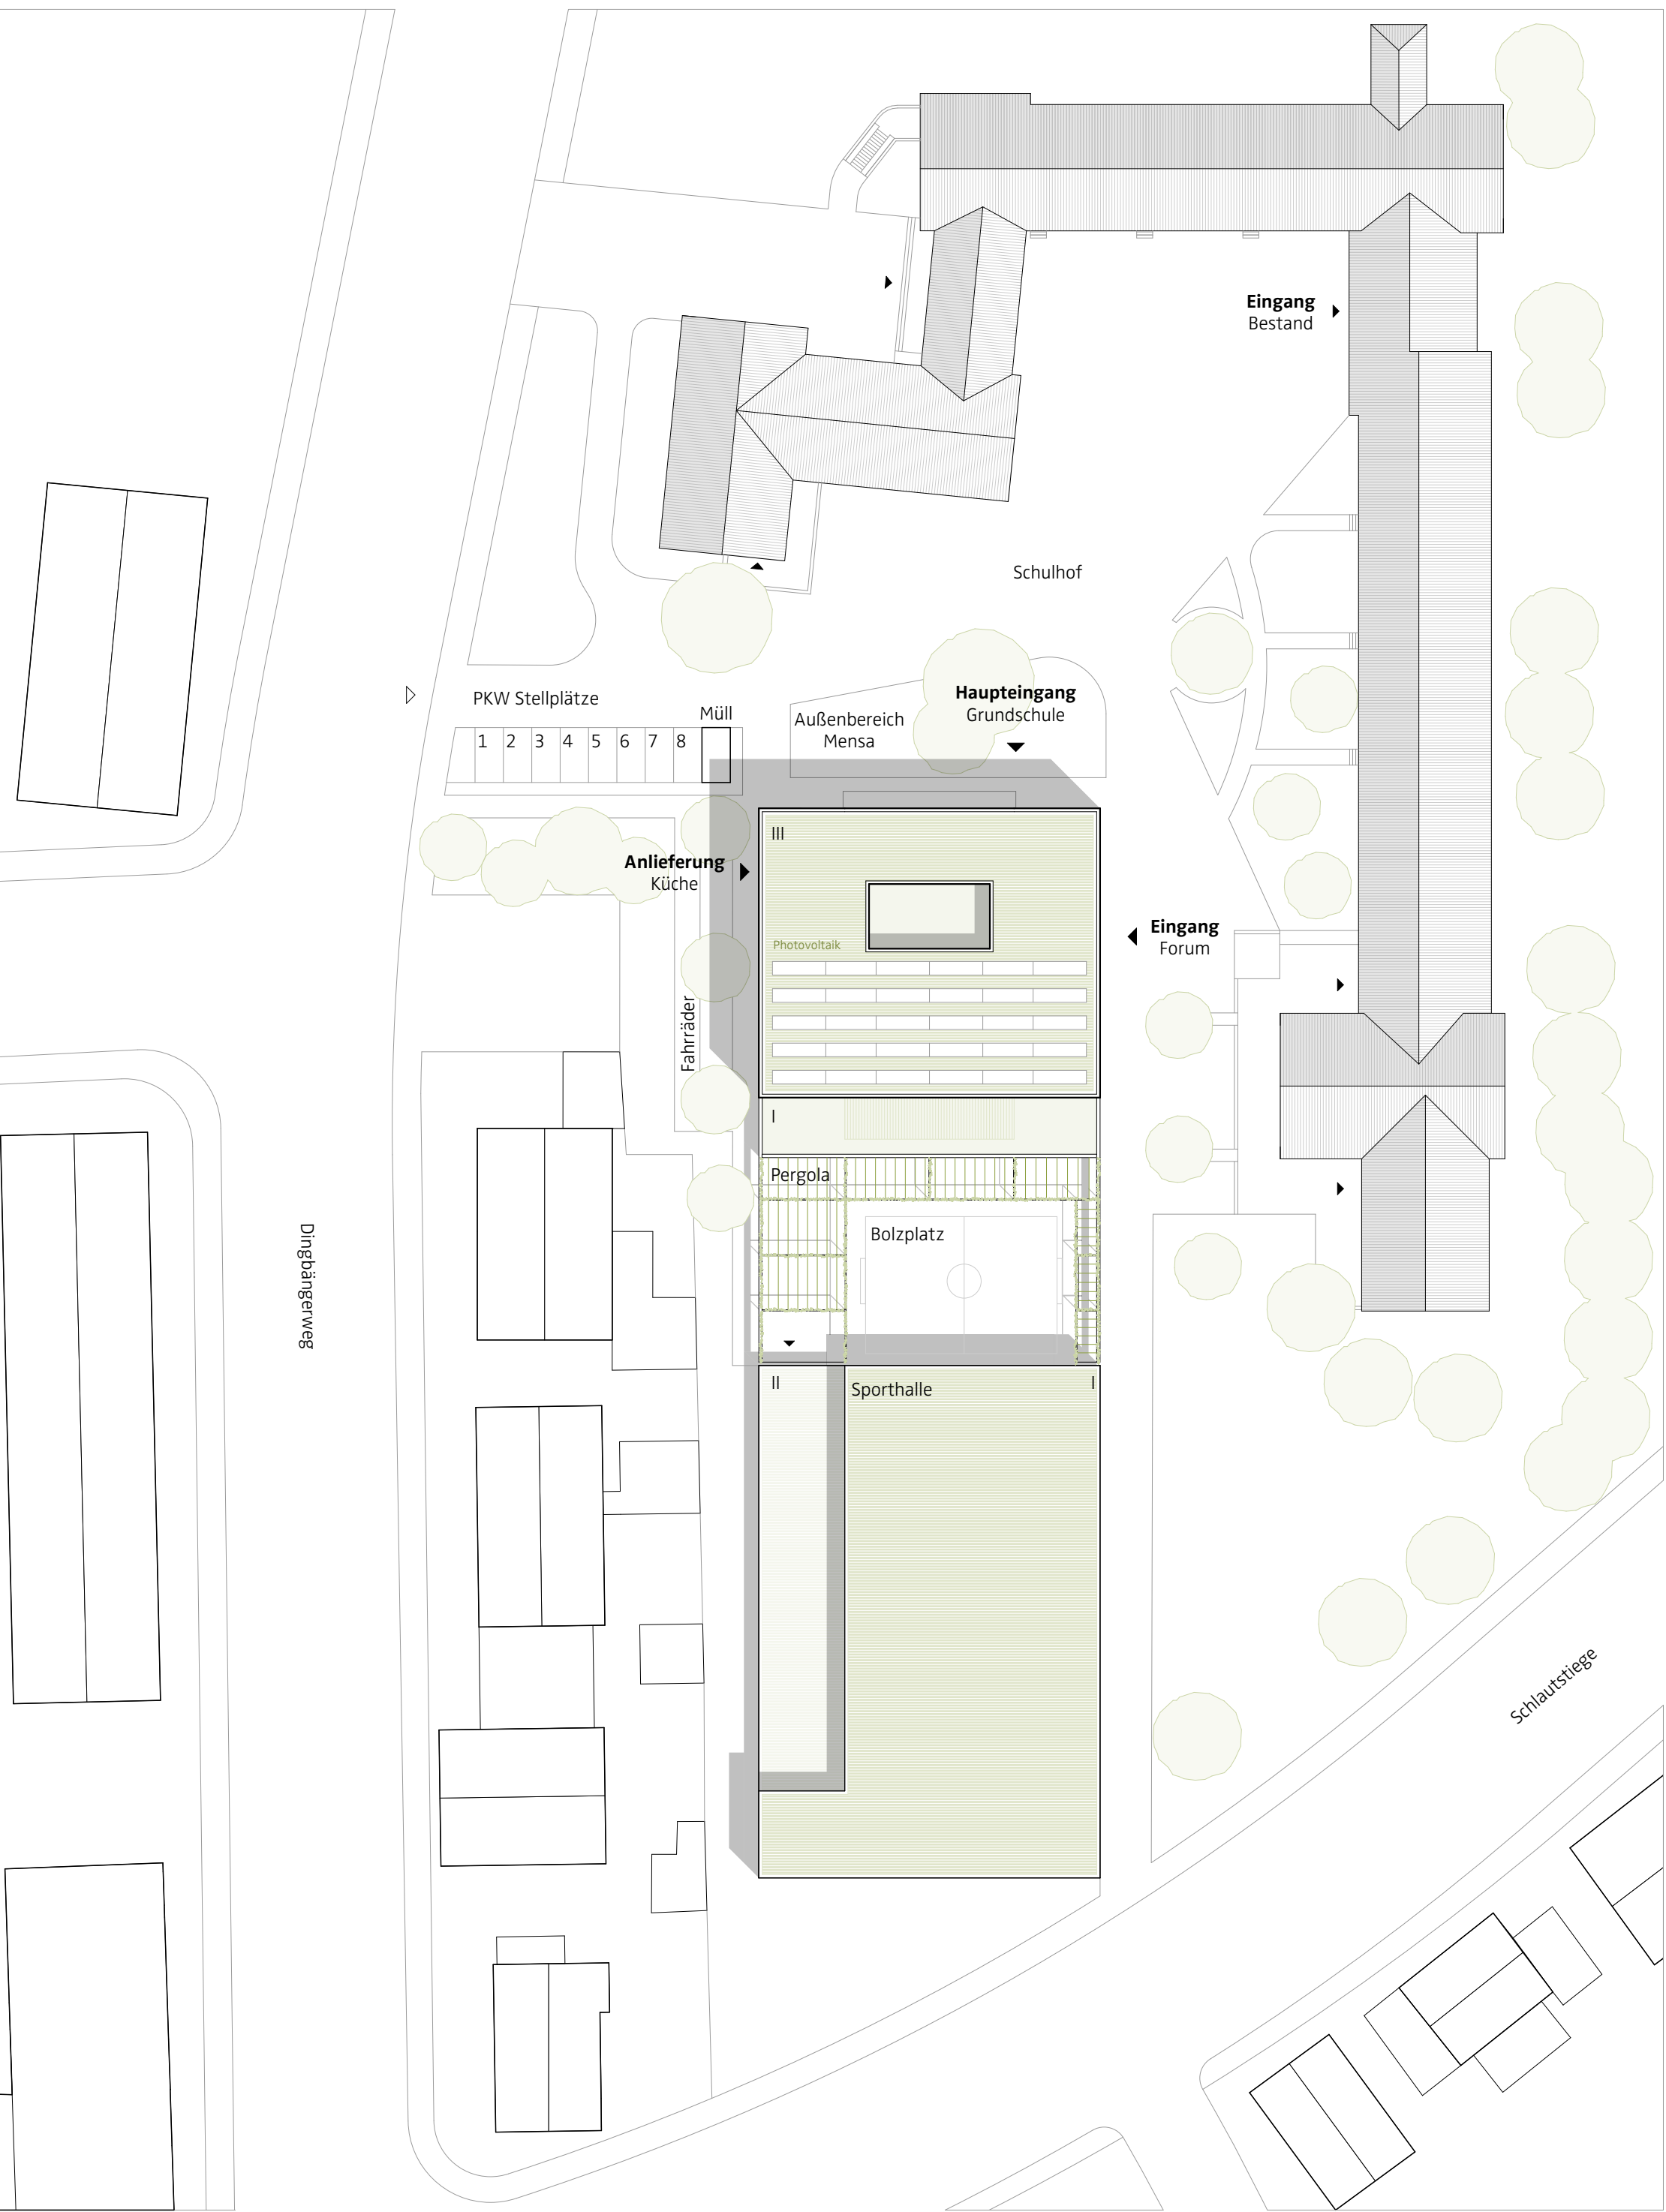 Eingang
Bestand
Schulhof
PKW Stellplätze
Müll
1 2 3 4 5 6 7 8
Außenbereich
Mensa
Haupteingang
Grundschule
III
Anlieferung
Küche
Eingang
Forum
Photovoltaik
Fahrräder
I
Pergola
Bolzplatz
Dingbängerweg
II
Sporthalle
I
Schlautstiege